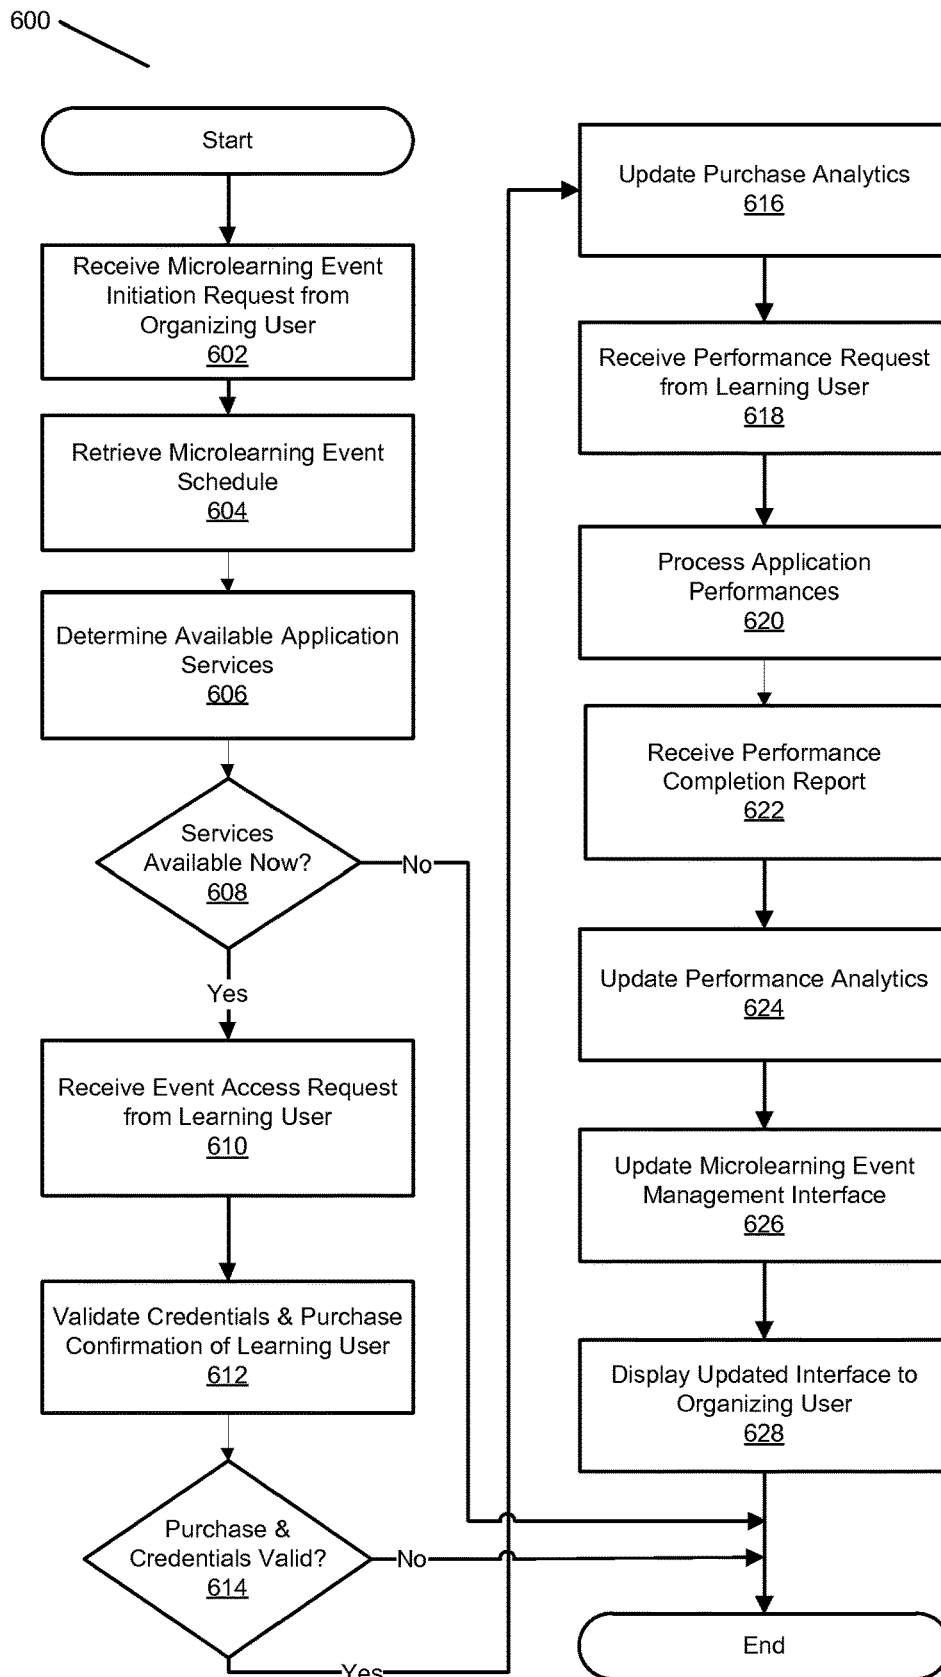 600
Start
Receive Microlearning Event
Initiation Request from
Organizing User
602
Retrieve Microlearning Event
Schedule
604
Determine Available Application
Services
606
Services
Available Now?
608
No
Yes
Receive Event Access Request
from Learning User
610
Validate Credentials & Purchase
Confirmation of Learning User
612
Purchase &
Credentials Valid?
614
No
Yes
Update Purchase Analytics
616
Receive Performance Request
from Learning User
618
Process Application
Performances
620
Receive Performance
Completion Report
622
Update Performance Analytics
624
Update Microlearning Event
Management Interface
626
Display Updated Interface to
Organizing User
628
End